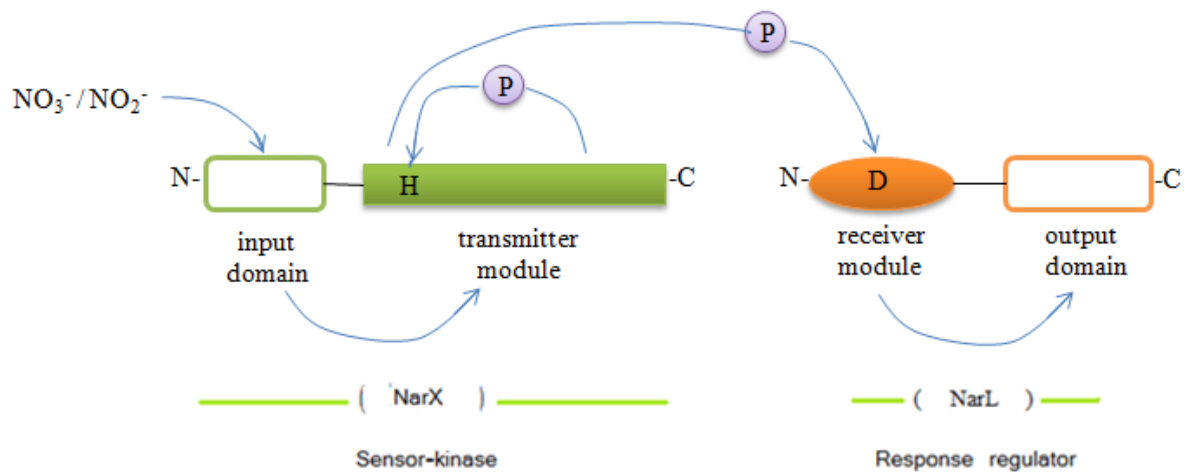 P
P
NO₃⁻ / NO₂⁻
N-
H
-C
N-
D
-C
input
domain
transmitter
module
receiver
module
output
domain
( NarX )
( NarL )
Sensor-kinase
Response regulator